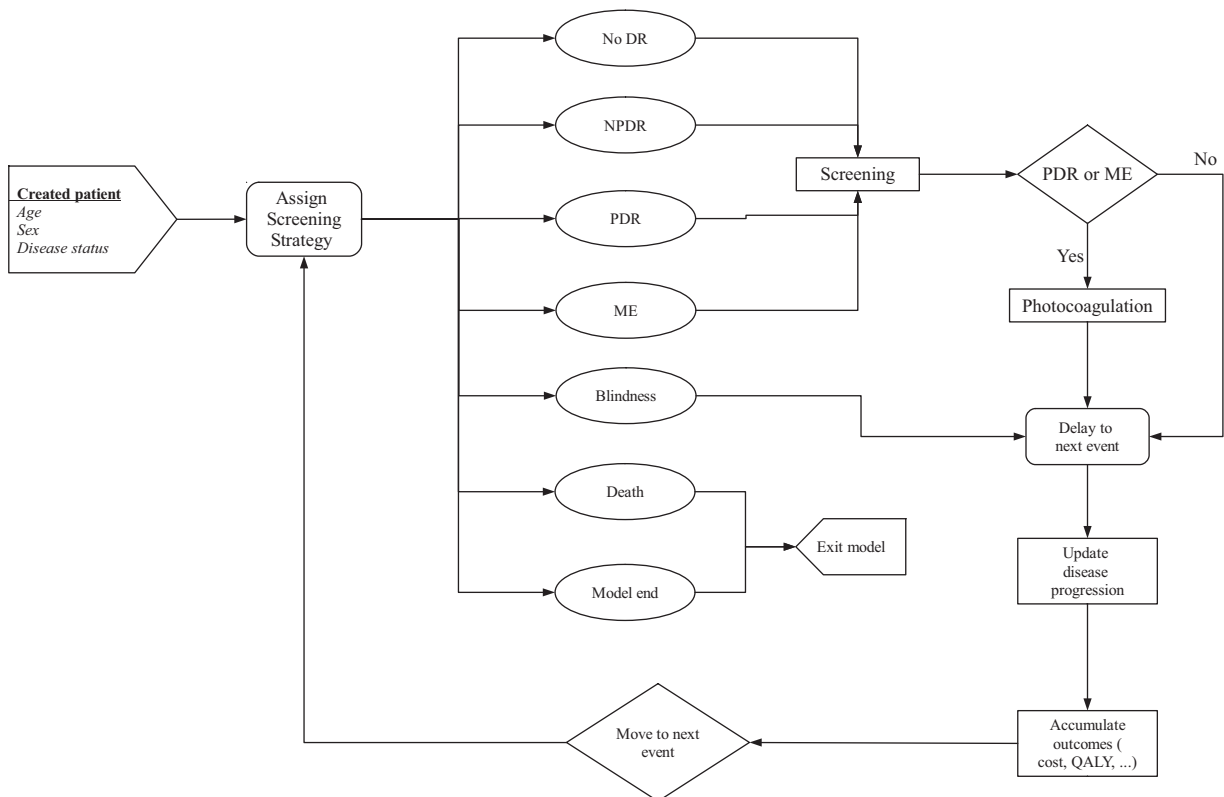 Created patient
Age
Sex
Disease status
Assign
Screening
Strategy
No DR
NPDR
PDR
ME
Blindness
Death
Model end
Screening
PDR or ME
No
Yes
Photocoagulation
Delay to
next event
Exit model
Update
disease
progression
Accumulate
outcomes (
cost, QALY, ...)
Move to next
event